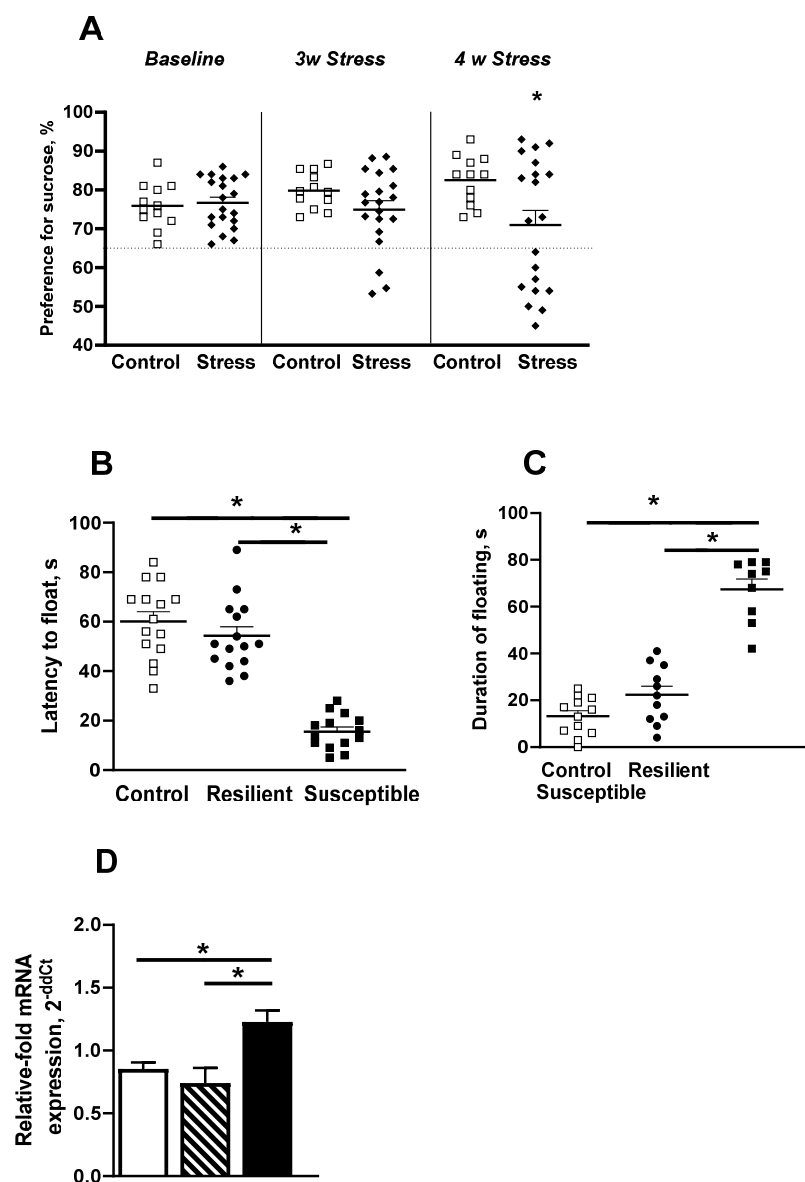 A
Baseline 3w Stress 4 w Stress
*
Preference for sucrose, %
100
90
80
70
60
50
40
Control Stress Control Stress Control Stress
B
*
*
Latency to float, s
100
80
60
40
20
0
Control Resilient Susceptible
C
*
*
Duration of floating, s
100
80
60
40
20
0
Control Resilient
Susceptible
D
*
*
Relative-fold mRNA
expression, 2-ddCt
2.0
1.5
1.0
0.5
0.0